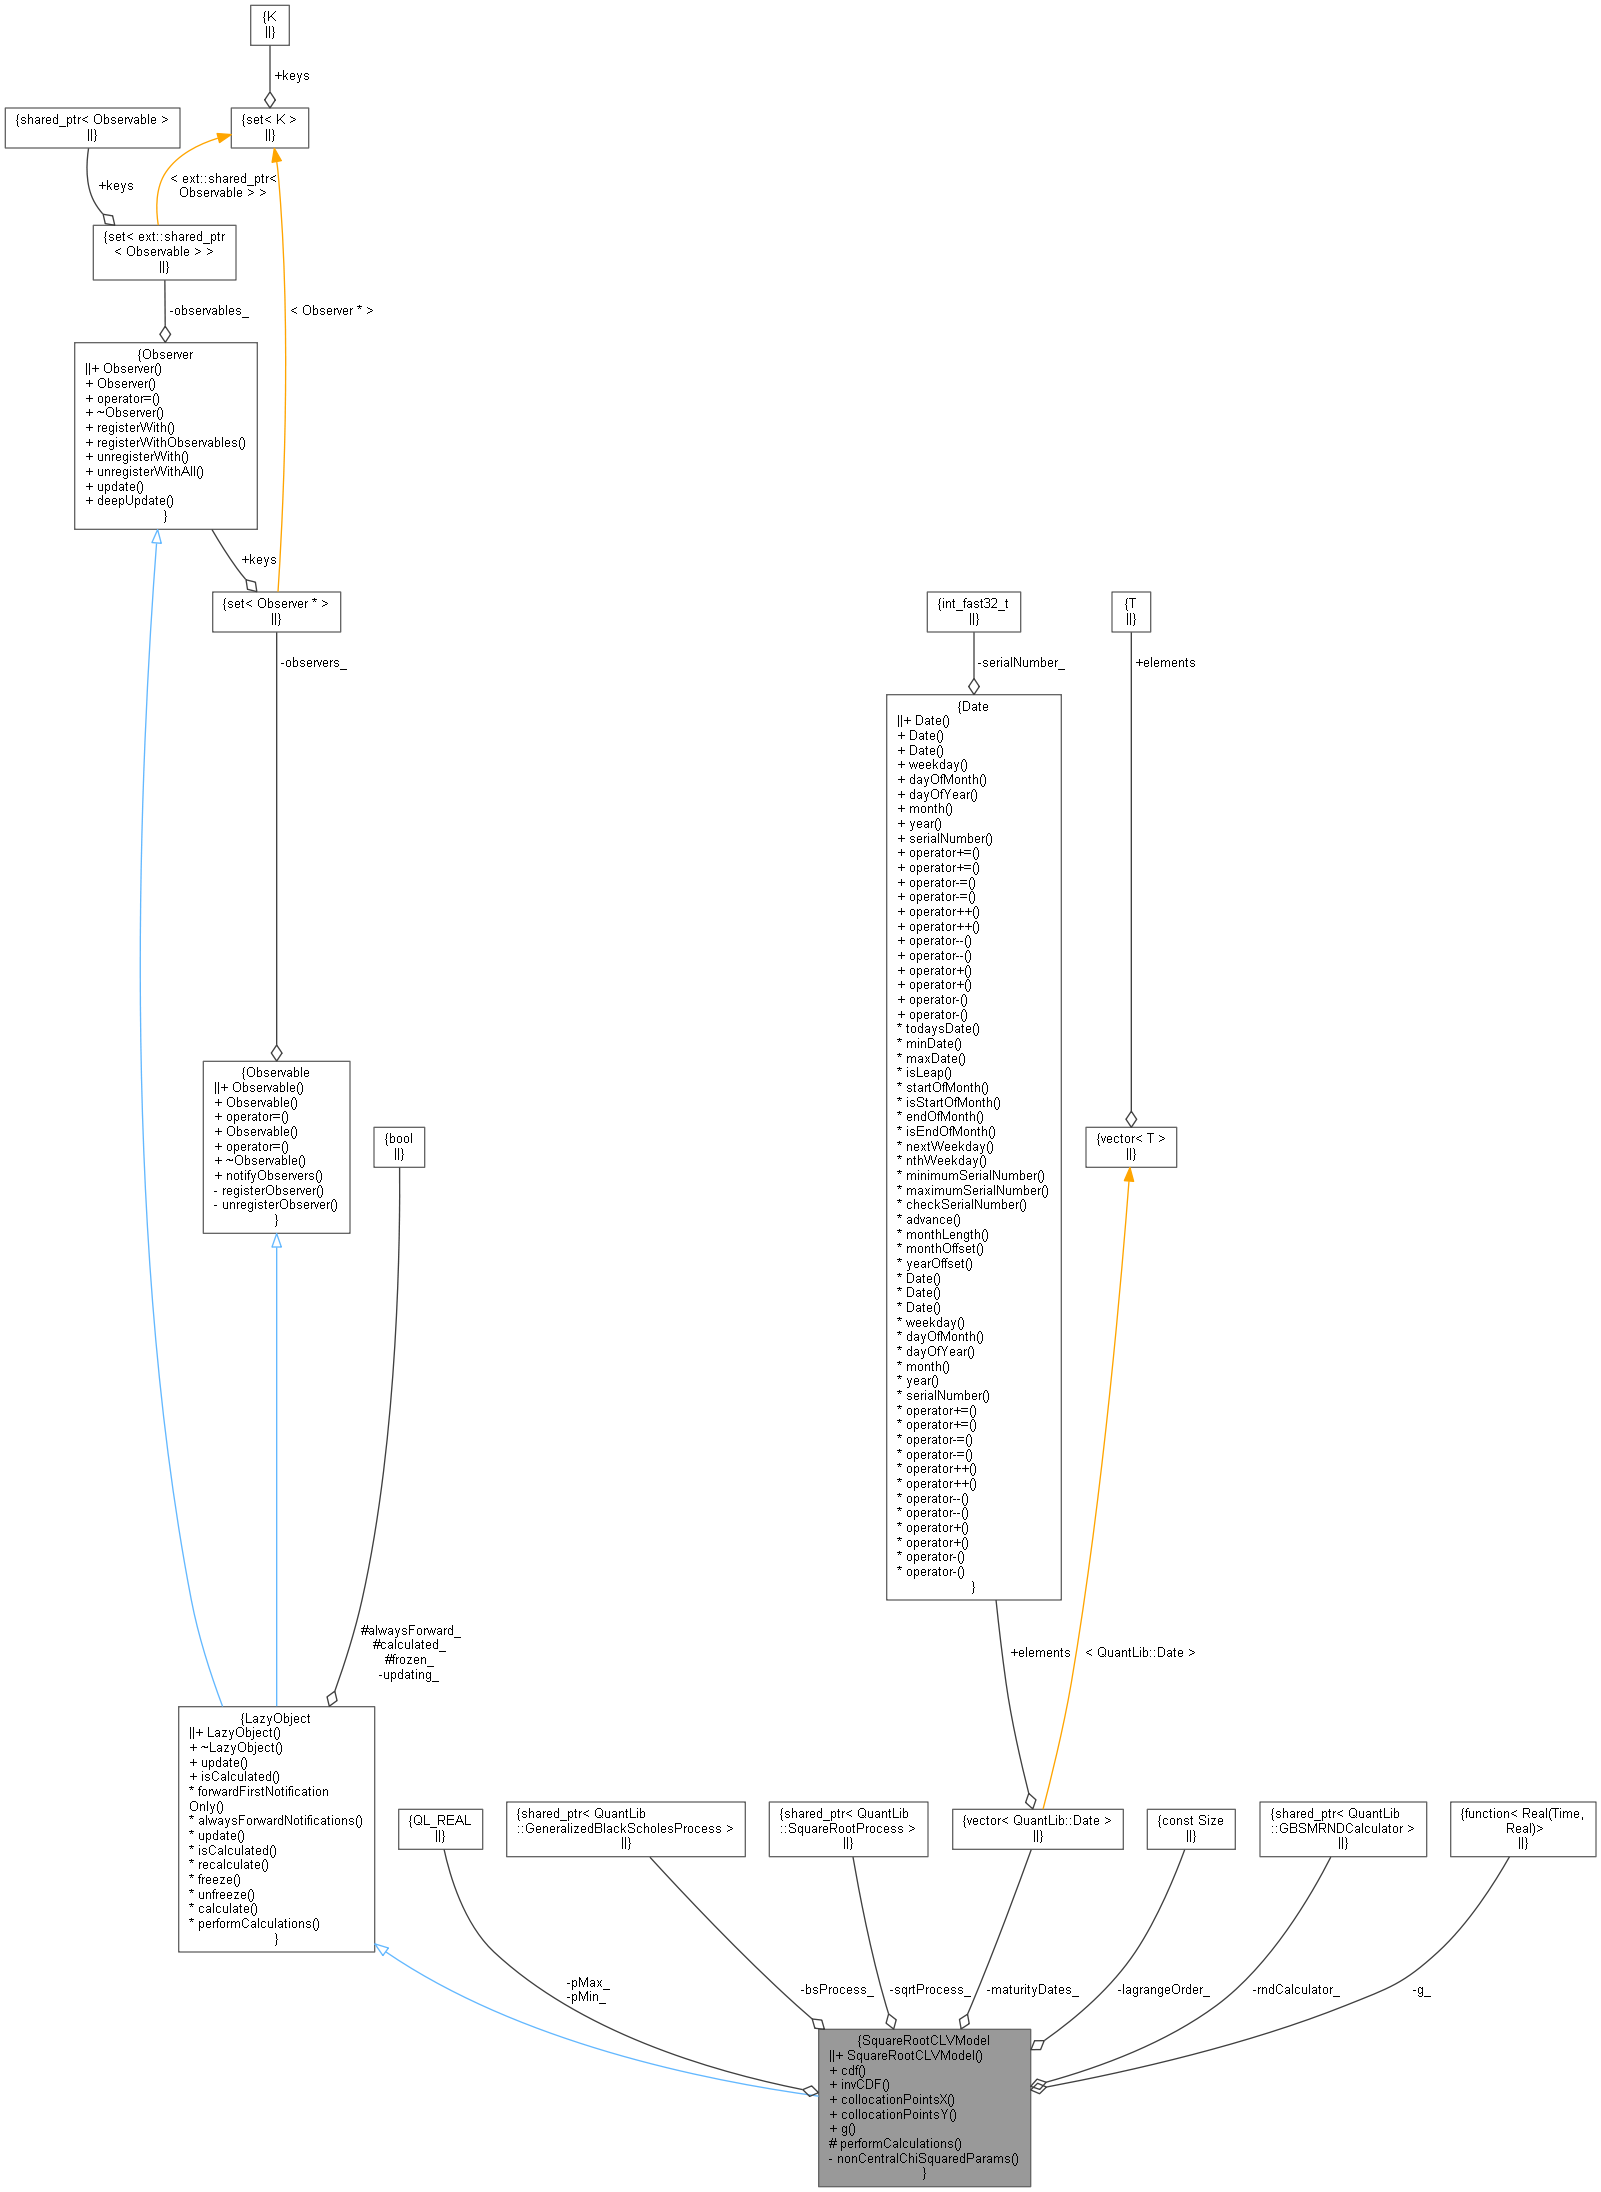 {K
||}
+keys
{shared_ptr< Observable >
||}
{set< K >
||}
+keys
< ext::shared_ptr<
Observable > >
{set< ext::shared_ptr
< Observable > >
||}
-observables_
< Observer * >
{Observer
||+ Observer()
+ Observer()
+ operator=()
+ ~Observer()
+ registerWith()
+ registerWithObservables()
+ unregisterWith()
+ unregisterWithAll()
+ update()
+ deepUpdate()
}
+keys
{set< Observer * >
||}
-observers_
{int_fast32_t
||}
-serialNumber_
{T
||}
+elements
{Date
||+ Date()
+ Date()
+ Date()
+ weekday()
+ dayOfMonth()
+ dayOfYear()
+ month()
+ year()
+ serialNumber()
+ operator+=()
+ operator+=()
+ operator-=()
+ operator-=()
+ operator++()
+ operator++()
+ operator--()
+ operator--()
+ operator+()
+ operator+()
+ operator-()
+ operator-()
* todaysDate()
* minDate()
* maxDate()
* isLeap()
* startOfMonth()
* isStartOfMonth()
* endOfMonth()
* isEndOfMonth()
* nextWeekday()
* nthWeekday()
* minimumSerialNumber()
* maximumSerialNumber()
* checkSerialNumber()
* advance()
* monthLength()
* monthOffset()
* yearOffset()
* Date()
* Date()
* Date()
* weekday()
* dayOfMonth()
* dayOfYear()
* month()
* year()
* serialNumber()
* operator+=()
* operator+=()
* operator-=()
* operator-=()
* operator++()
* operator++()
* operator--()
* operator--()
* operator+()
* operator+()
* operator-()
* operator-()
}
{Observable
||+ Observable()
+ Observable()
+ operator=()
+ Observable()
+ operator=()
+ ~Observable()
+ notifyObservers()
- registerObserver()
- unregisterObserver()
}
{bool
||}
{vector< T >
||}
#alwaysForward_
#calculated_
#frozen_
-updating_
+elements
< QuantLib::Date >
{LazyObject
||+ LazyObject()
+ ~LazyObject()
+ update()
+ isCalculated()
* forwardFirstNotification
Only()
* alwaysForwardNotifications()
* update()
* isCalculated()
* recalculate()
* freeze()
* unfreeze()
* calculate()
* performCalculations()
}
{QL_REAL
||}
{shared_ptr< QuantLib
::GeneralizedBlackScholesProcess >
||}
{shared_ptr< QuantLib
::SquareRootProcess >
||}
{vector< QuantLib::Date >
||}
{const Size
||}
{shared_ptr< QuantLib
::GBSMRNDCalculator >
||}
{function< Real(Time,
Real)>
||}
-pMax_
-pMin_
-bsProcess_
-sqrtProcess_
-maturityDates_
-lagrangeOrder_
-rndCalculator_
-g_
{SquareRootCLVModel
||+ SquareRootCLVModel()
+ cdf()
+ invCDF()
+ collocationPointsX()
+ collocationPointsY()
+ g()
# performCalculations()
- nonCentralChiSquaredParams()
}